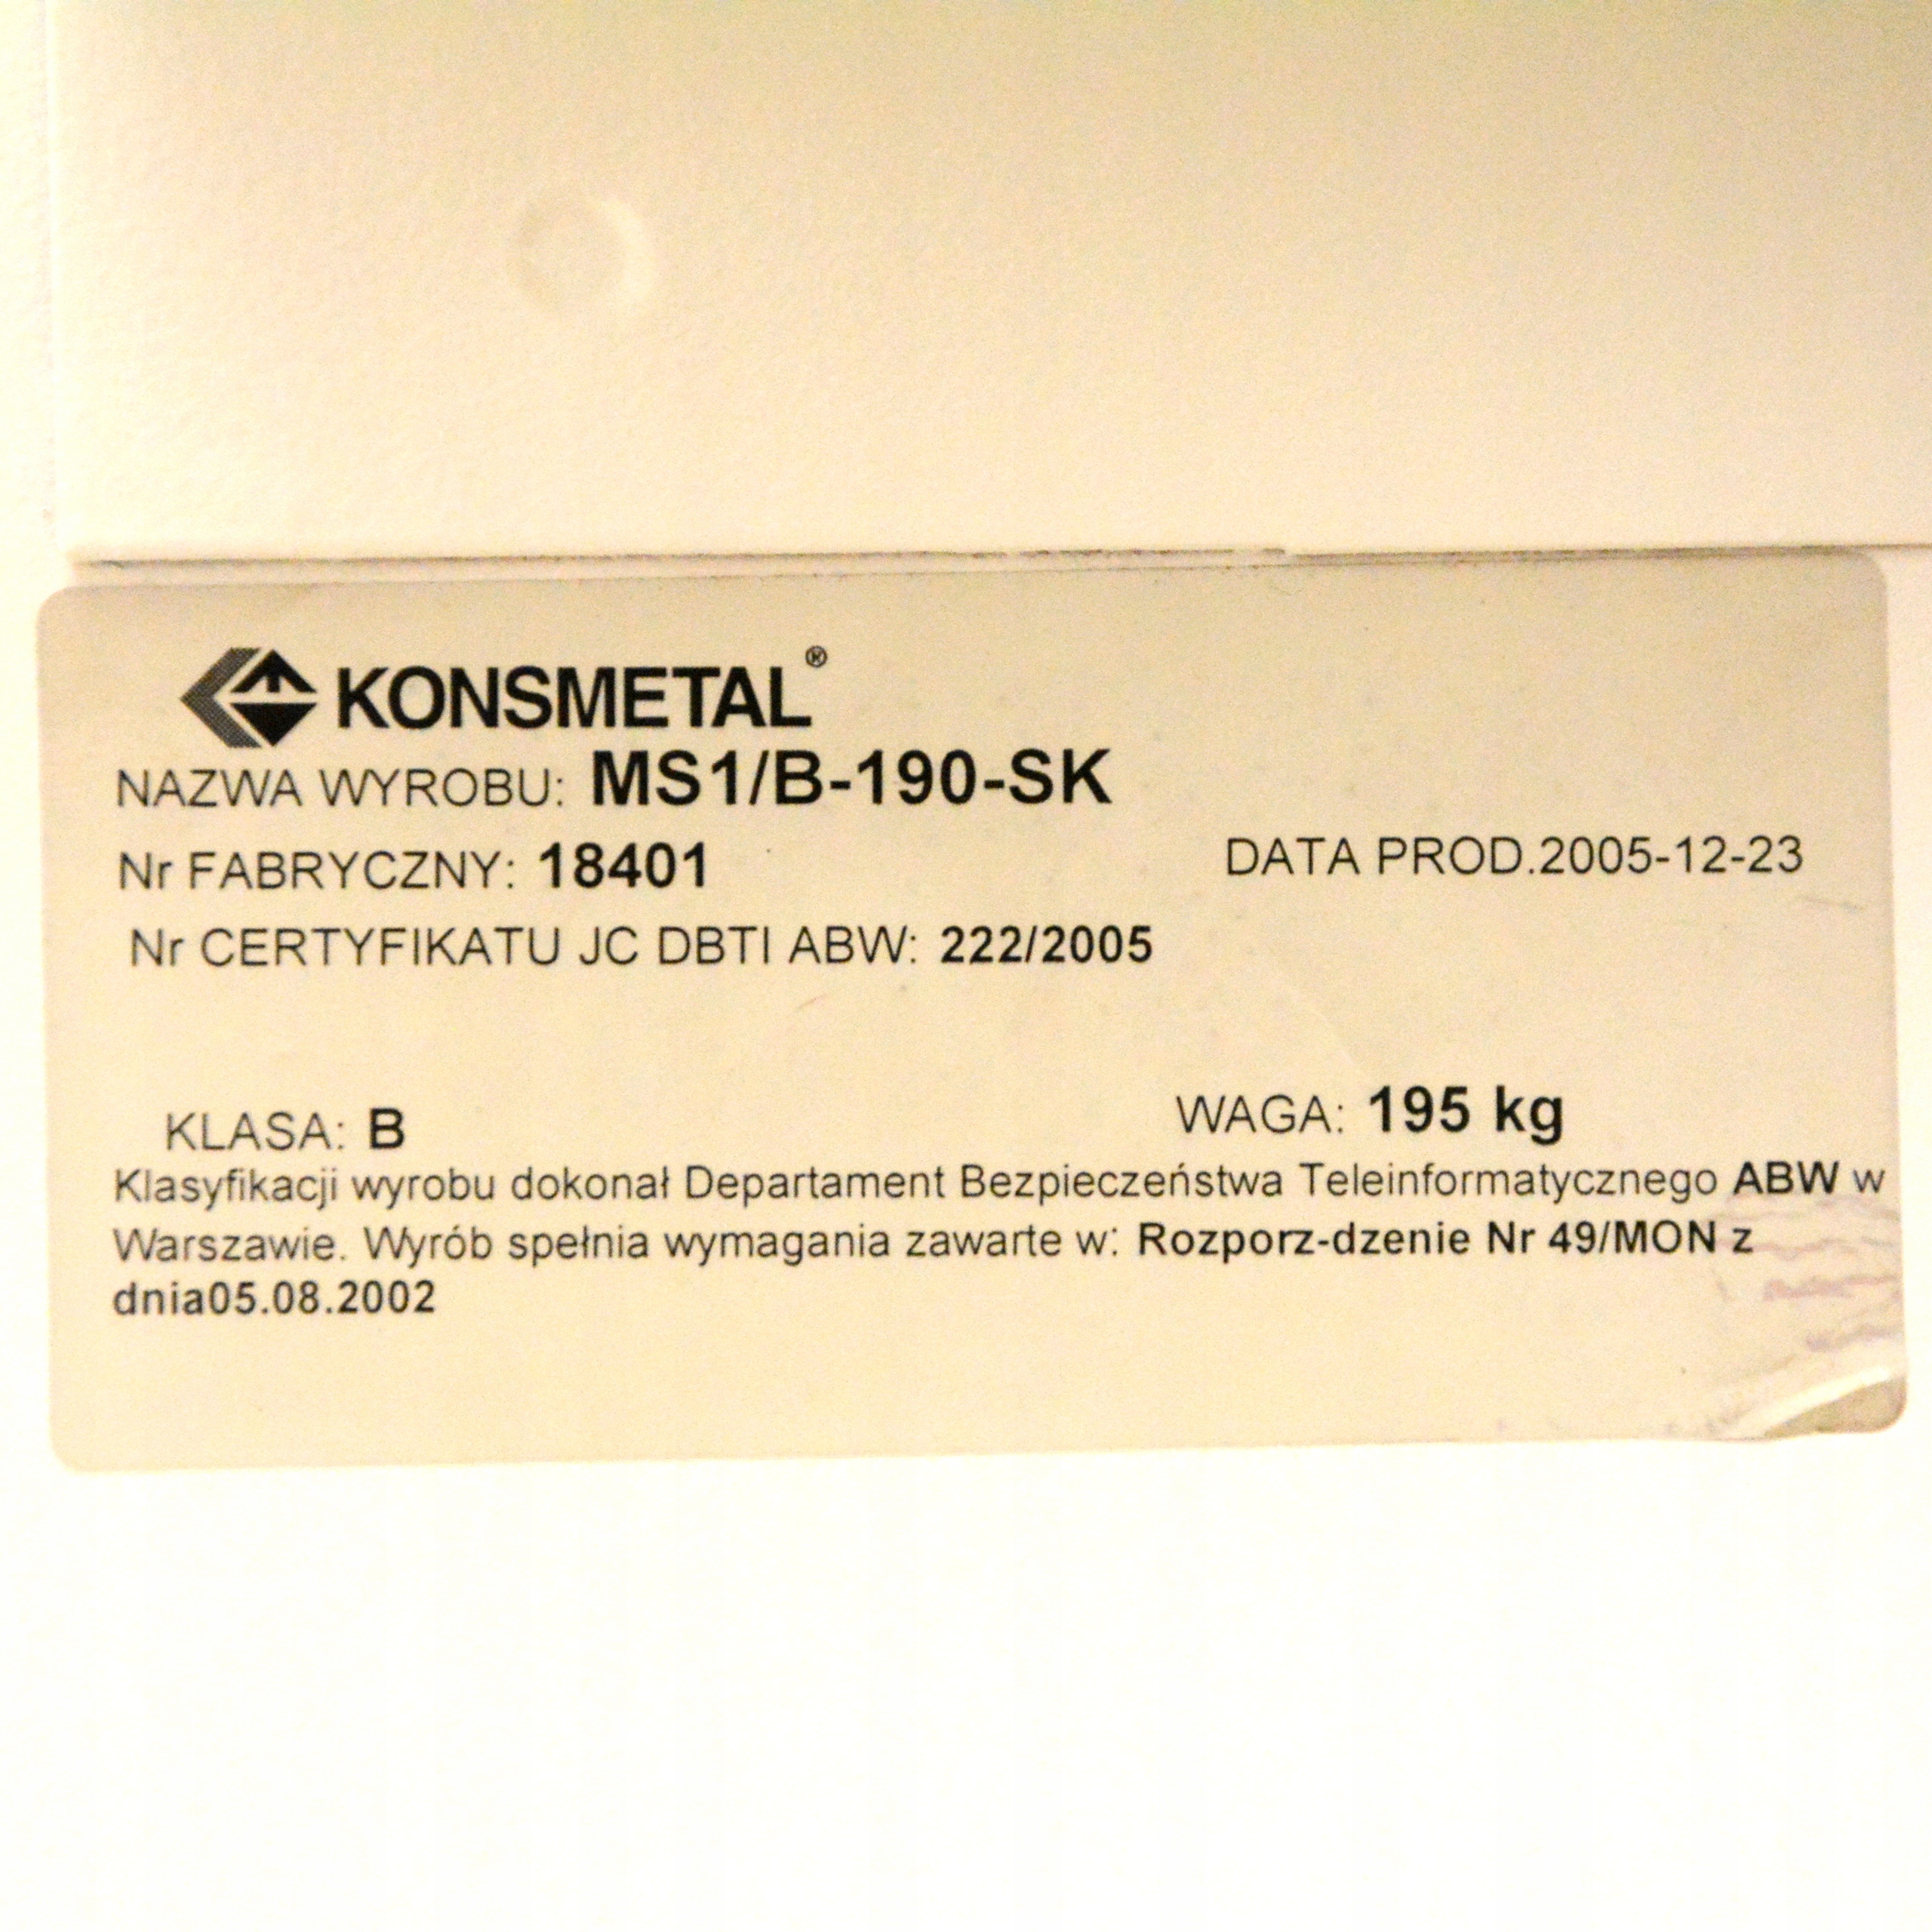 KONSMETAL®
NAZWA WYROBU: MS1/B-190-SK
Nr FABRYCZNY: 18401 DATA PROD.2005-12-23
Nr CERTYFIKATU JC DBTI ABW: 222/2005
KLASA: B WAGA: 195 kg
Klasyfikacji wyrobu dokonał Departament Bezpieczeństwa Teleinformatycznego ABW w
Warszawie. Wyrób spełnia wymagania zawarte w: Rozporz-dzenie Nr 49/MON z
dnia05.08.2002